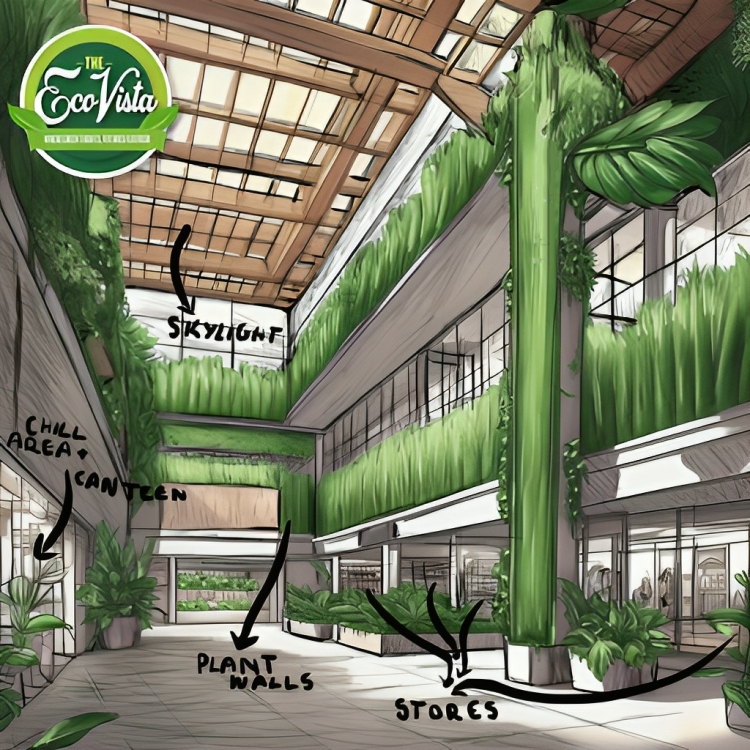 THE
EcoVista
SKYLIGHT
CHILL
AREA +
CANTEEN
PLANT
WALLS
STORES